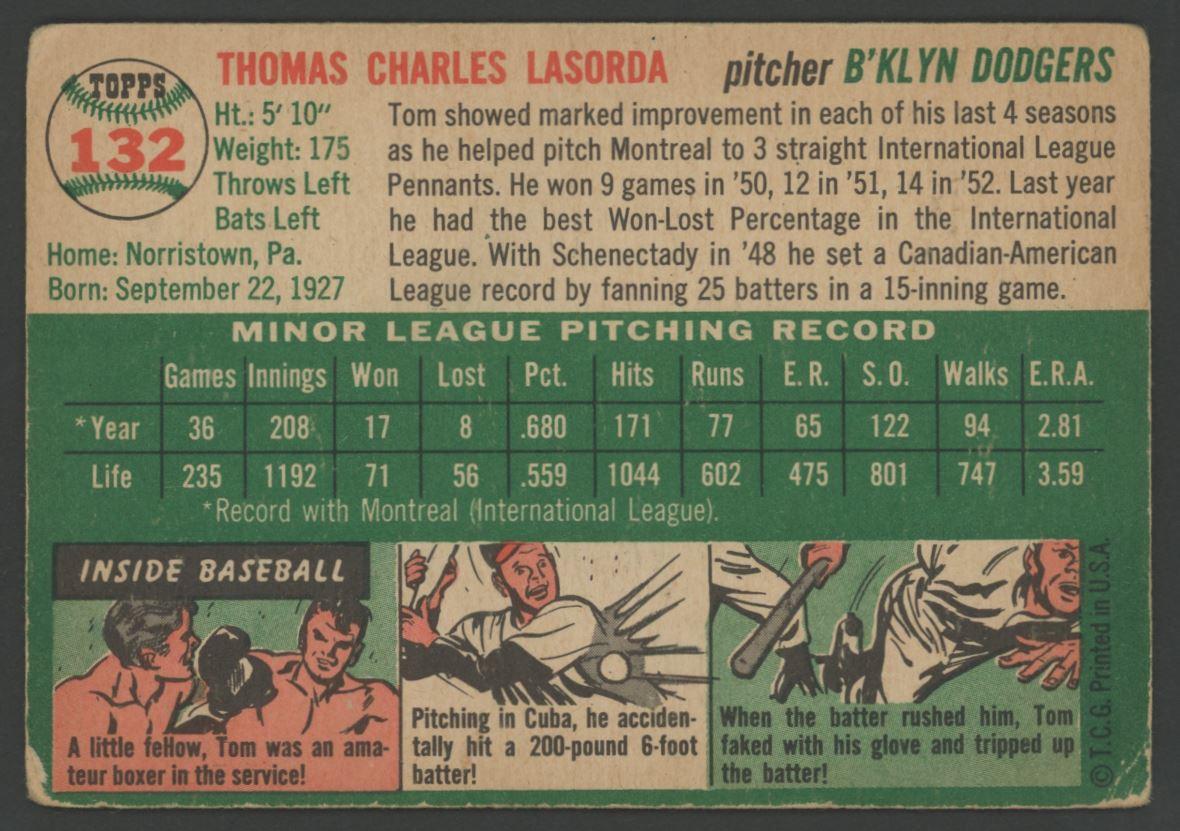 TOPPS
132
THOMAS CHARLES LASORDA
pitcher B'KLYN DODGERS
Ht.: 5' 10"
Weight: 175
Throws Left
Bats Left
Home: Norristown, Pa.
Born: September 22, 1927
Tom showed marked improvement in each of his last 4 seasons
as he helped pitch Montreal to 3 straight International League
Pennants. He won 9 games in '50, 12 in '51, 14 in '52. Last year
he had the best Won-Lost Percentage in the International
League. With Schenectady in '48 he set a Canadian-American
League record by fanning 25 batters in a 15-inning game.
MINOR LEAGUE PITCHING RECORD
Games Innings Won Lost Pct. Hits Runs E. R. S. O. Walks E.R.A.
*Year 36 208 17 8 .680 171 77 65 122 94 2.81
Life 235 1192 71 56 .559 1044 602 475 801 747 3.59
*Record with Montreal (International League).
INSIDE BASEBALL
A little fellow, Tom was an ama-
teur boxer in the service!
Pitching in Cuba, he acciden-
tally hit a 200-pound 6-foot
batter!
When the batter rushed him, Tom
faked with his glove and tripped up
the batter!
© T.C.G. Printed in U.S.A.